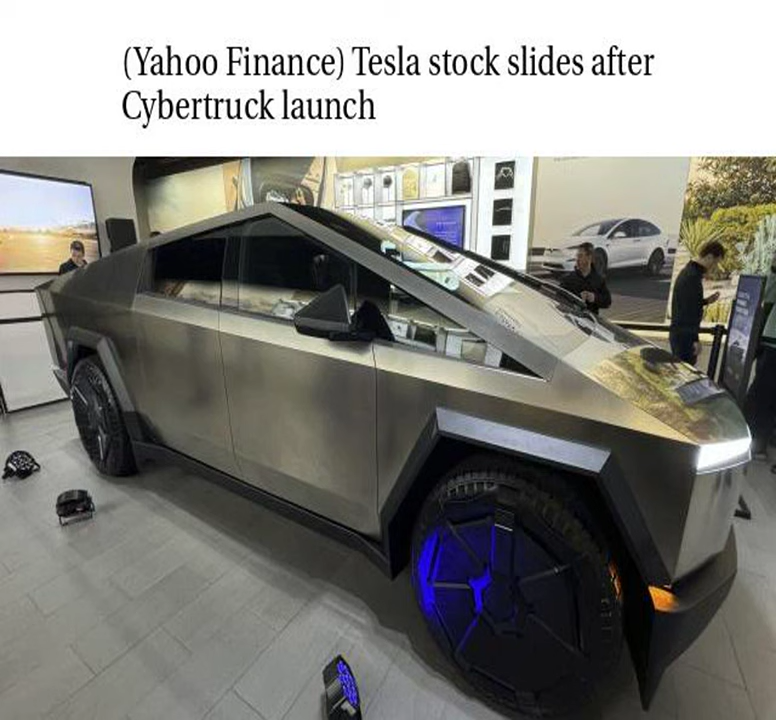 (Yahoo Finance) Tesla stock slides after
Cybertruck launch